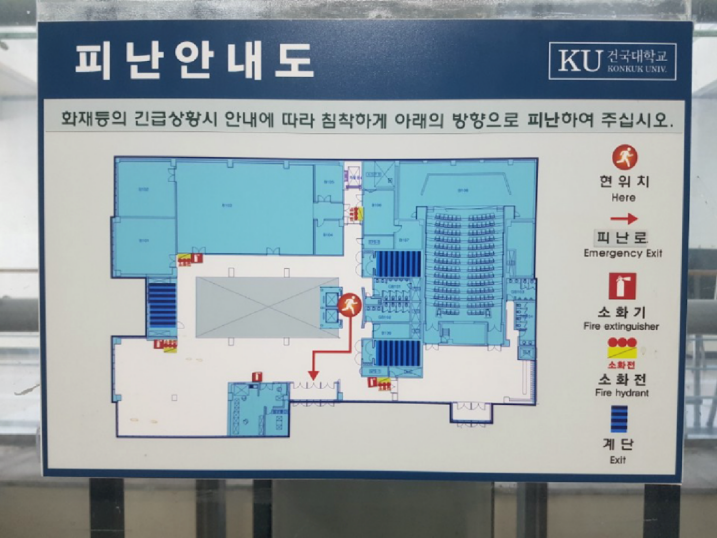 피난안내도
KU 건국대학교
KONKUK UNIV.
화재등의 긴급상황시 안내에 따라 침착하게 아래의 방향으로 피난하여 주십시오.
현위치
Here
피난로
Emergency Exit
소화기
Fire extinguisher
소화전
소화전
Fire hydrant
계단
Exit